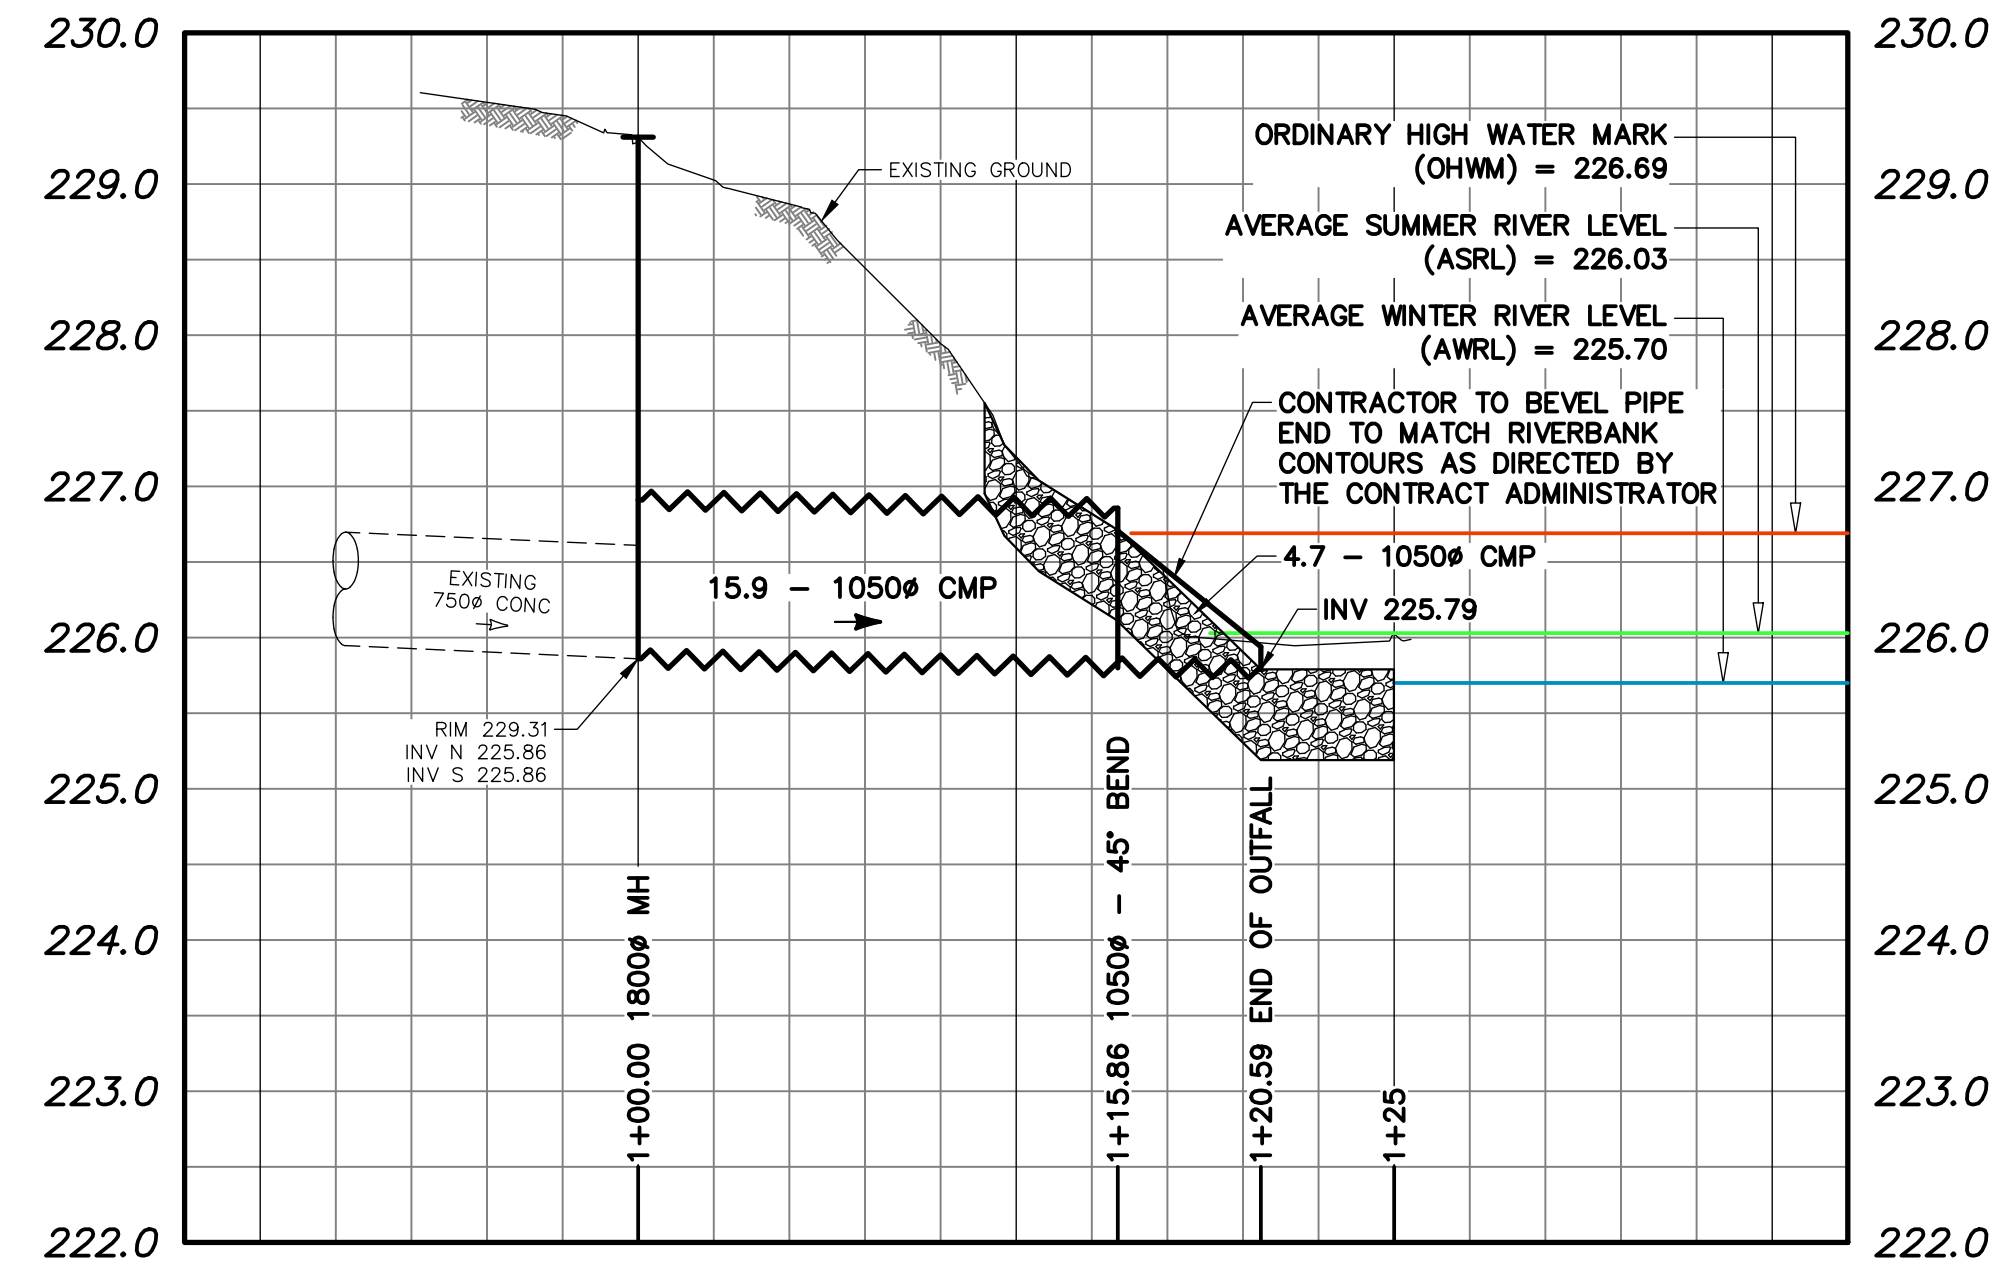 230.0
230.0
229.0
229.0
228.0
228.0
227.0
227.0
226.0
226.0
225.0
225.0
224.0
224.0
223.0
223.0
222.0
222.0
EXISTING GROUND
ORDINARY HIGH WATER MARK
(OHWM) = 226.69
AVERAGE SUMMER RIVER LEVEL
(ASRL) = 226.03
AVERAGE WINTER RIVER LEVEL
(AWRL) = 225.70
CONTRACTOR TO BEVEL PIPE
END TO MATCH RIVERBANK
CONTOURS AS DIRECTED BY
THE CONTRACT ADMINISTRATOR
4.7 - 1050ø CMP
INV 225.79
EXISTING
750ø CONC
15.9 - 1050ø CMP
RIM 229.31
INV N 225.86
INV S 225.86
1+00.00 1800ø MH
1+15.86 1050ø - 45° BEND
1+20.59 END OF OUTFALL
1+25